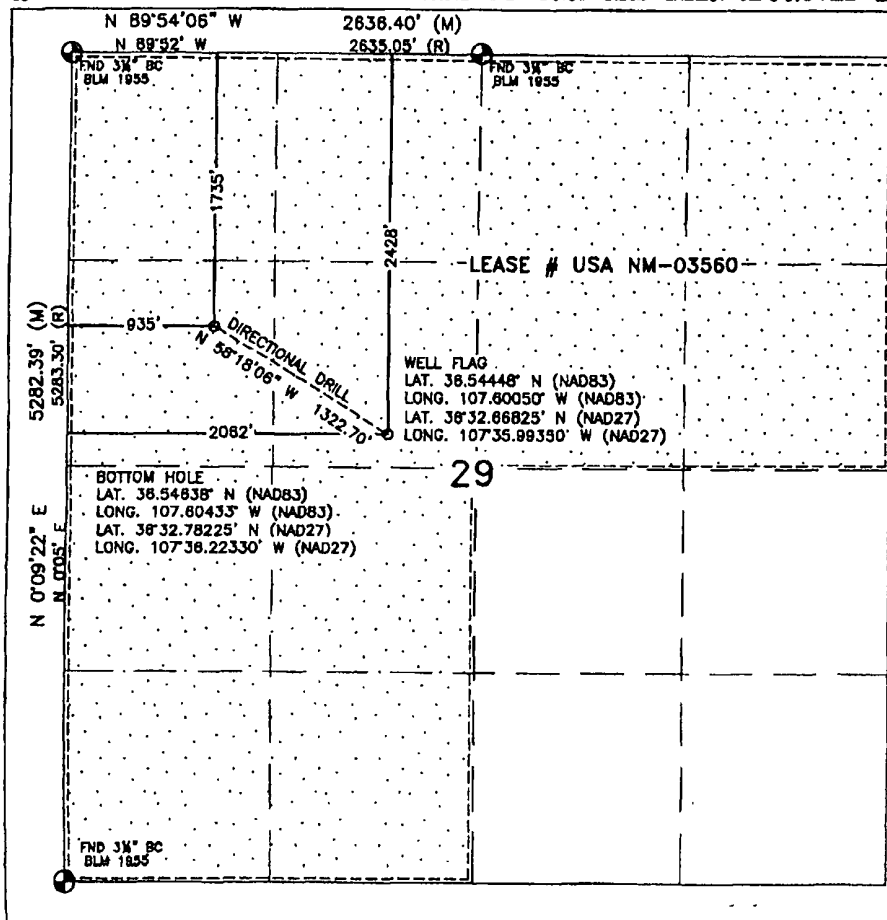 N 89°54'06" W 2636.40' (M)
N 89°52' W 2635.05' (R)
FND 3¼" BC
BLM 1955
FND 3¼" BC
BLM 1955
1735'
2428'
LEASE # USA NM-03560
5282.39' (M)
5283.30' (R)
935'
DIRECTIONAL DRILL
N 58°18'06" W 1322.70'
WELL FLAG
LAT. 36.54448° N (NAD83)
LONG. 107.60050° W (NAD83)
LAT. 36°32.66825' N (NAD27)
LONG. 107°35.99350' W (NAD27)
2062'
29
BOTTOM HOLE
LAT. 36.54638° N (NAD83)
LONG. 107.60433° W (NAD83)
LAT. 36°32.78225' N (NAD27)
LONG. 107°36.22330' W (NAD27)
N 0°09'22" E
N 0°05' E
FND 3¼" BC
BLM 1955